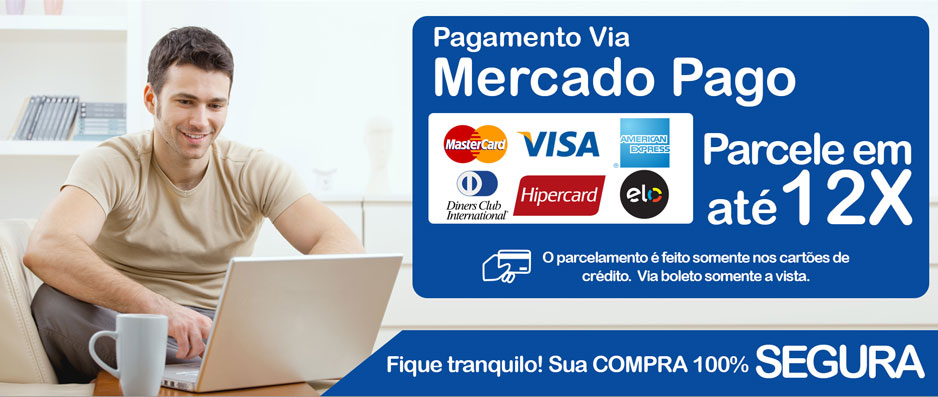 Pagamento Via
Mercado Pago
MasterCard
VISA
AMERICAN
EXPRESS
Diners Club
International®
Hipercard
elo
Parcele em
até 12X
O parcelamento é feito somente nos cartões de
crédito. Via boleto somente a vista.
Fique tranquilo! Sua COMPRA 100% SEGURA